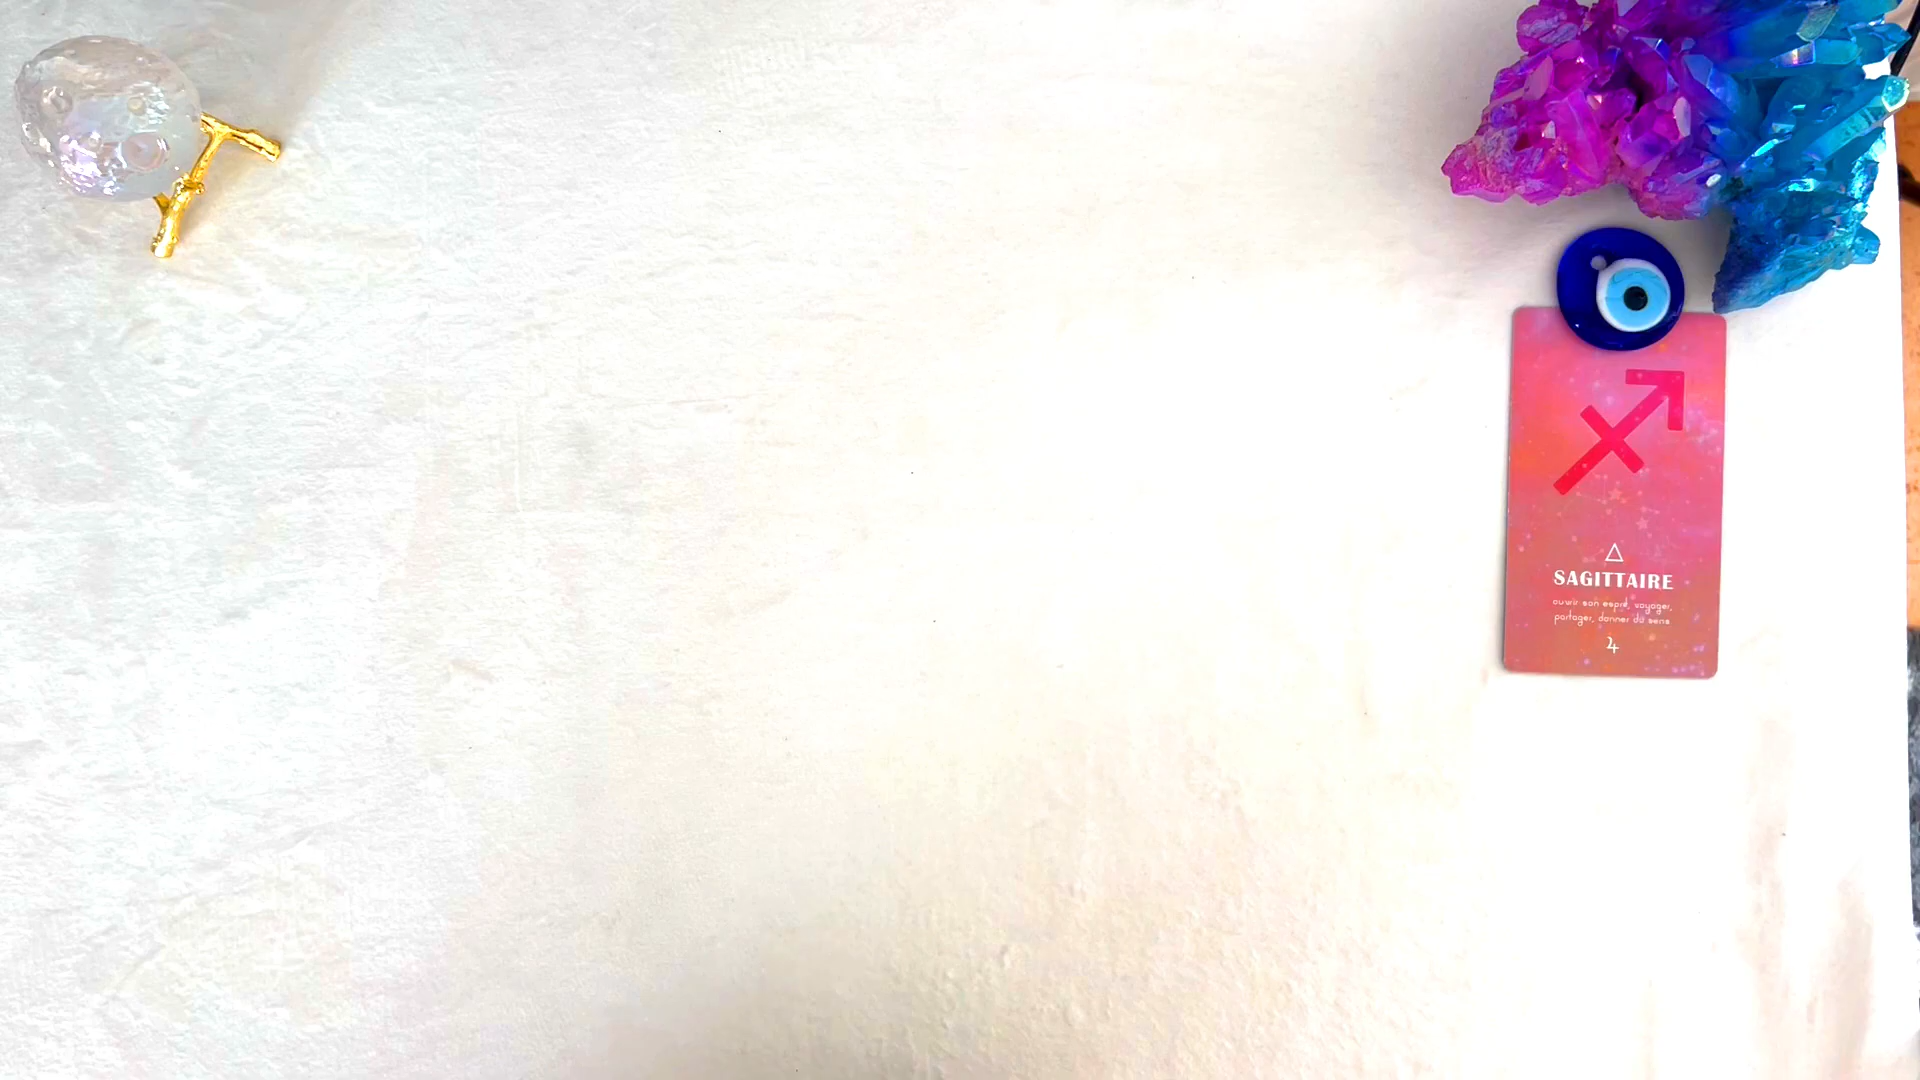 SAGITTAIRE
ouvrir son esprit, voyager,
partager, donner du sens